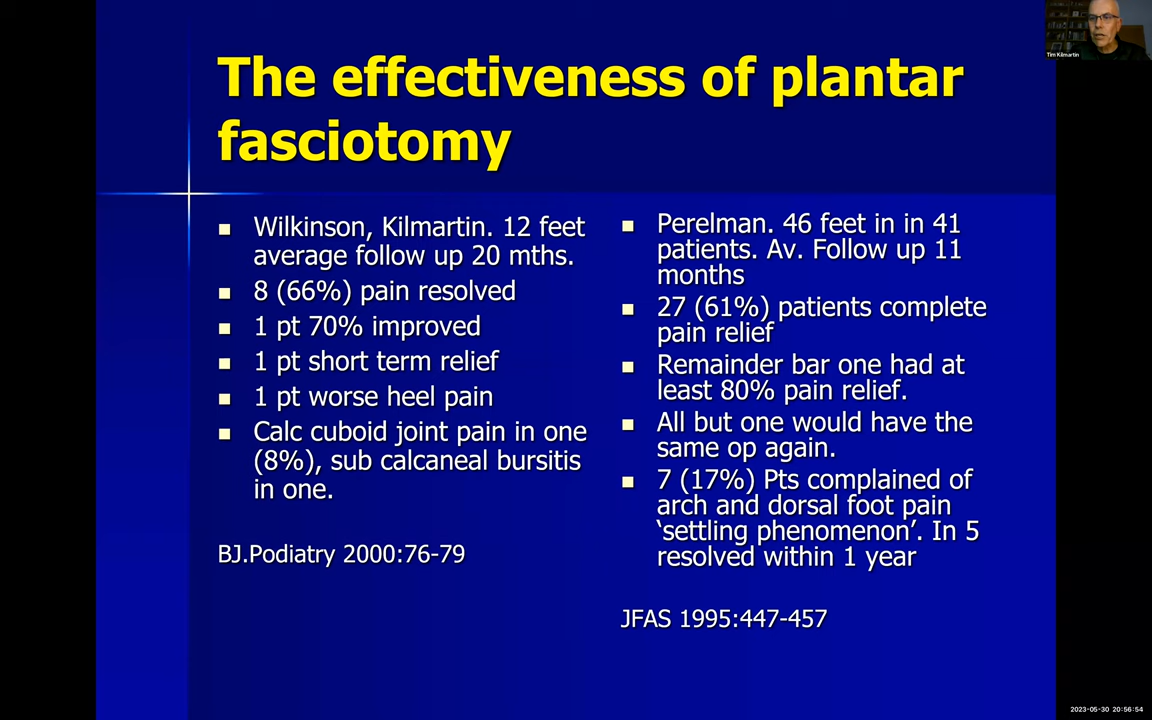 The effectiveness of plantar
fasciotomy
Wilkinson, Kilmartin. 12 feet
average follow up 20 mths.
8 (66%) pain resolved
1 pt 70% improved
1 pt short term relief
1 pt worse heel pain
Calc cuboid joint pain in one
(8%), sub calcaneal bursitis
in one.
BJ.Podiatry 2000:76-79
Perelman. 46 feet in in 41
patients. Av. Follow up 11
months
27 (61%) patients complete
pain relief
Remainder bar one had at
least 80% pain relief.
All but one would have the
same op again.
7 (17%) Pts complained of
arch and dorsal foot pain
‘settling phenomenon’. In 5
resolved within 1 year
JFAS 1995:447-457
Tim Kilmartin
2023-05-30 20:56:54